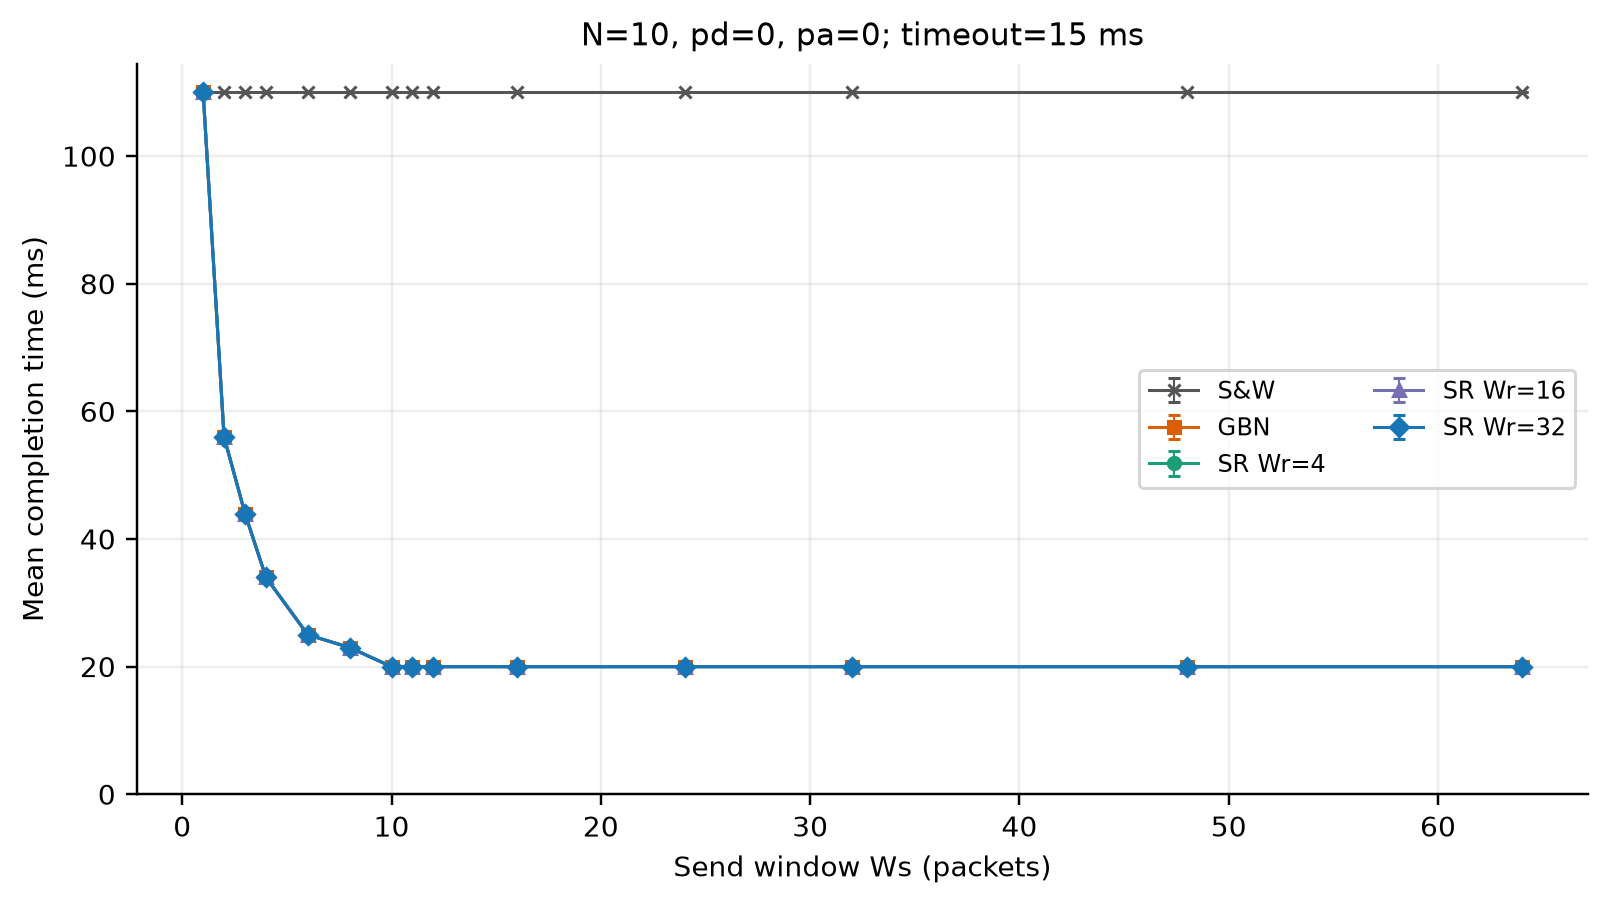 N=10, pd=0, pa=0; timeout=15 ms
Mean completion time (ms)
100
80
60
40
20
0
S&W
GBN
SR Wr=4
SR Wr=16
SR Wr=32
0 10 20 30 40 50 60
Send window Ws (packets)